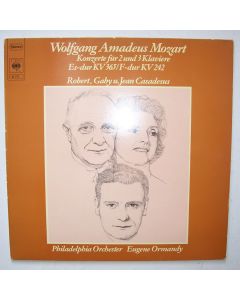 Wolfgang Amadeus Mozart
Konzerte für 2 und 3 Klaviere
Es-dur KV 365/F-dur KV 242
Robert, Gaby u. Jean Casadesus
CBS
Philadelphia Orchester Eugene Ormandy